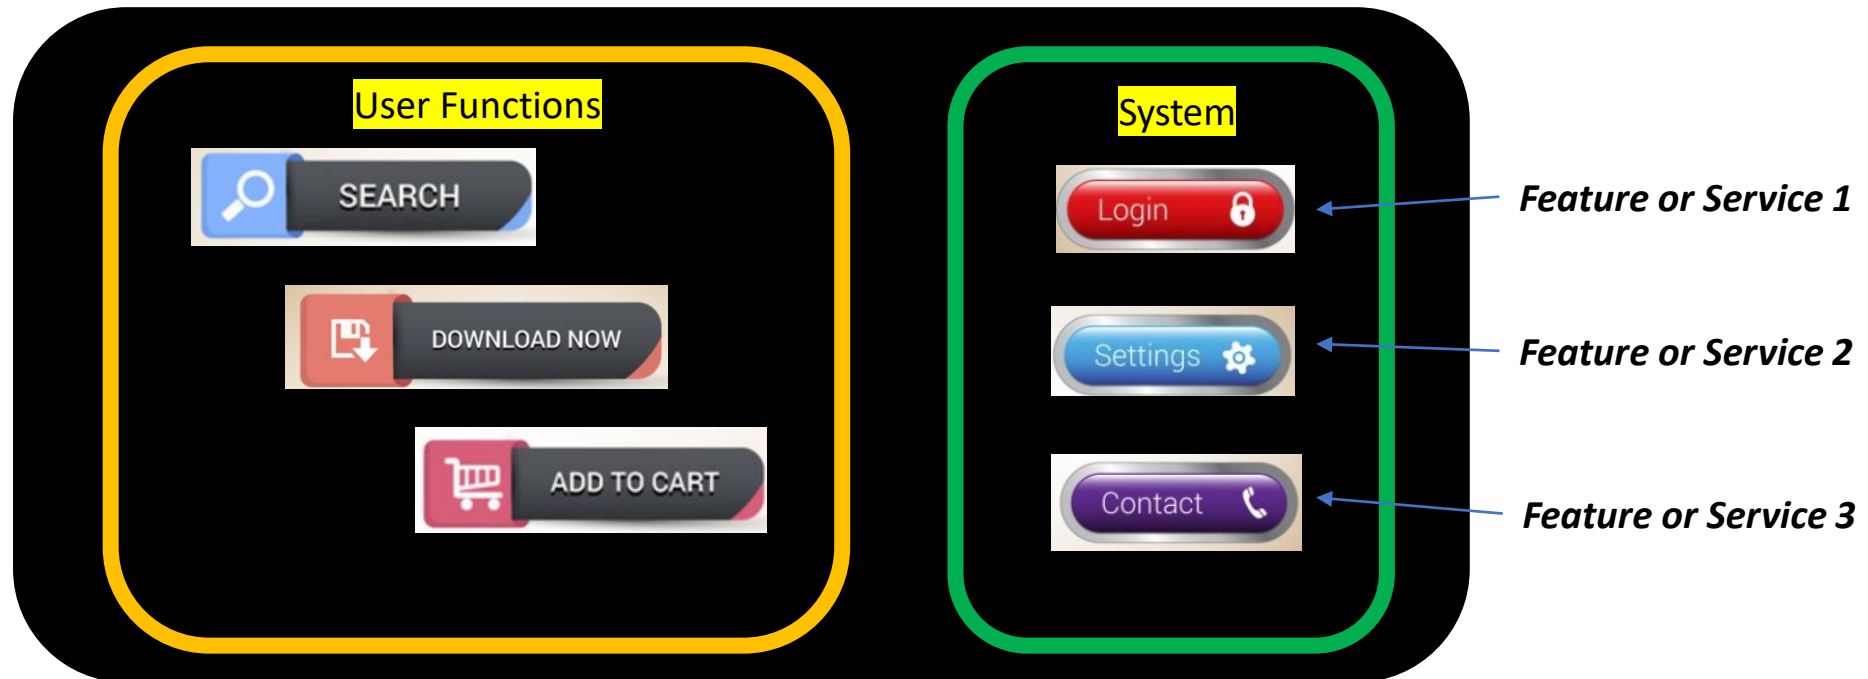 User Functions
SEARCH
DOWNLOAD NOW
ADD TO CART
System
Login
Settings
Contact
Feature or Service 1
Feature or Service 2
Feature or Service 3